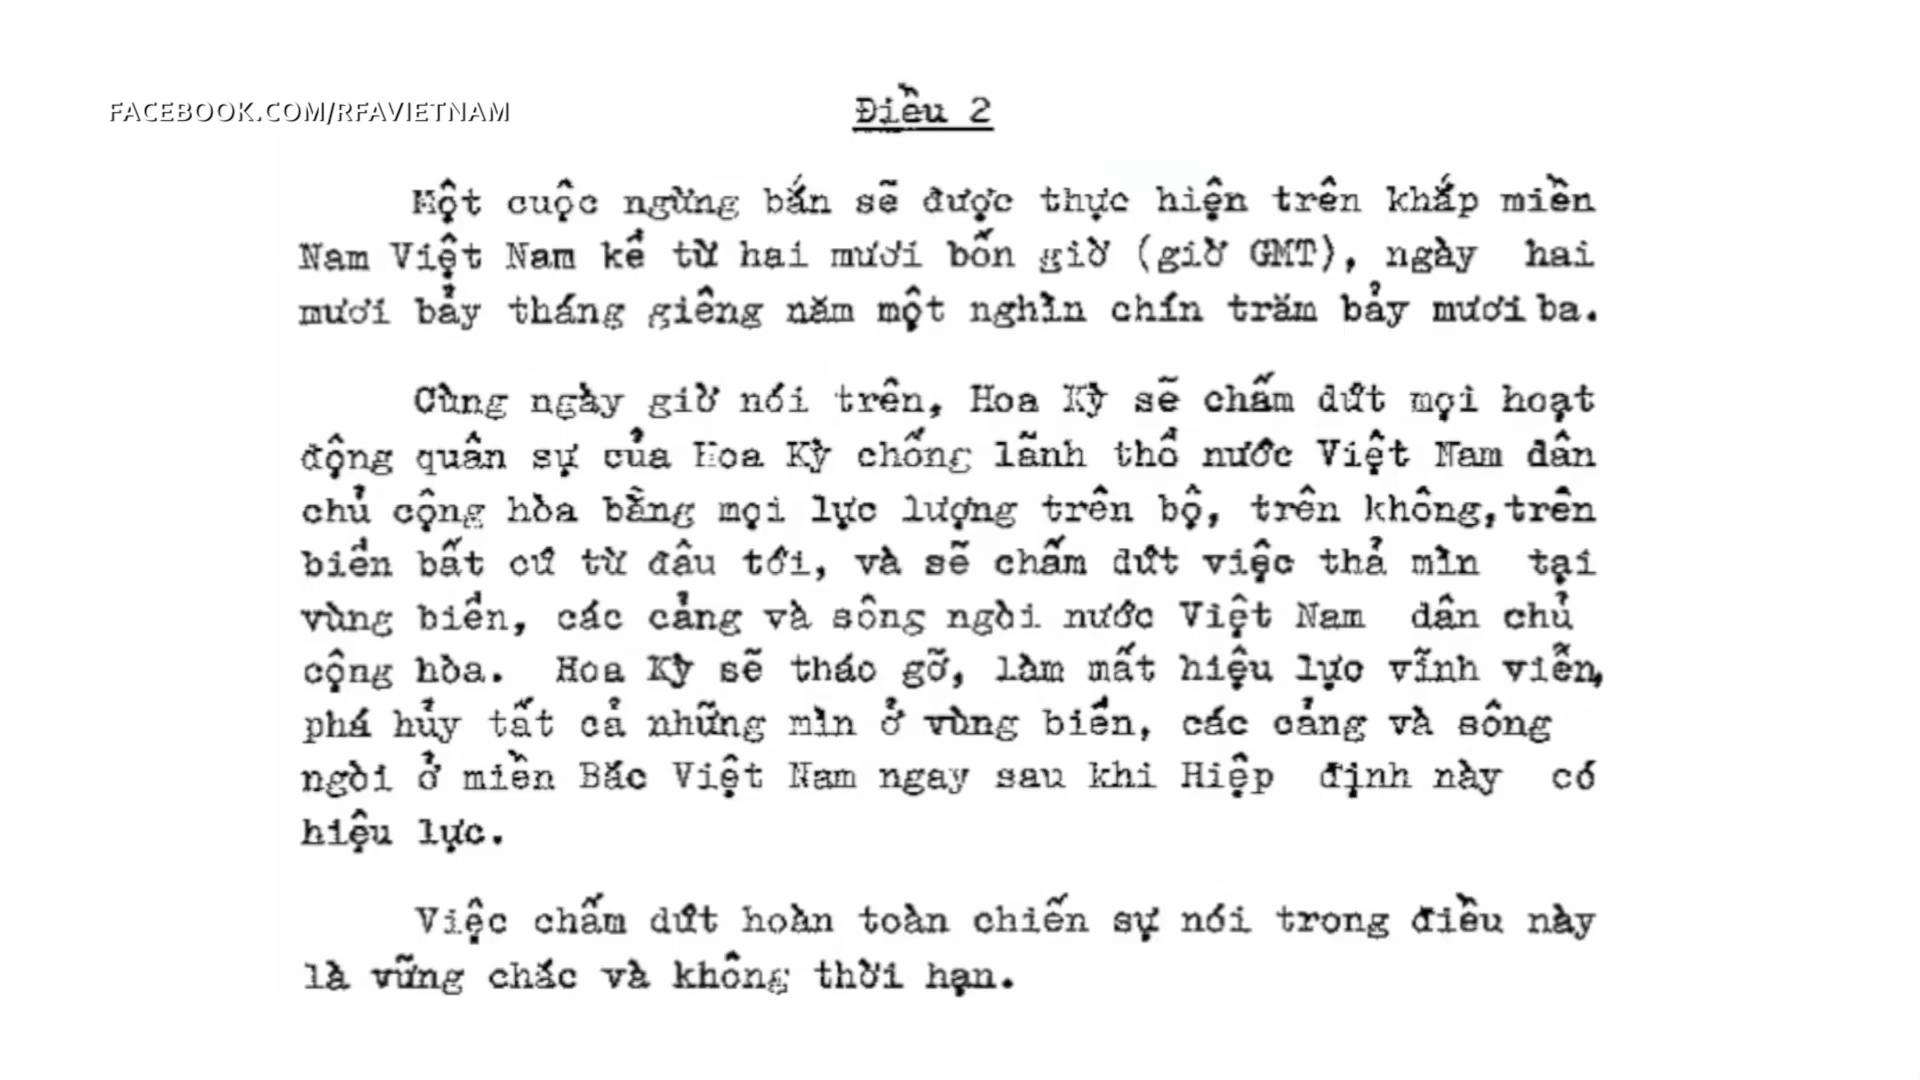 FACEBOOK.COM/RFAVIETNAM
Điều 2
Một cuộc ngừng bắn sẽ được thực hiện trên khắp miền
Nam Việt Nam kể từ hai mươi bốn giờ (giờ GMT), ngày hai
mươi bảy tháng giêng năm một nghìn chín trăm bảy mươi ba.
Cùng ngày giờ nói trên, Hoa Kỳ sẽ chấm dứt mọi hoạt
động quân sự của Hoa Kỳ chống lãnh thổ nước Việt Nam dân
chủ cộng hòa bằng mọi lực lượng trên bộ, trên không, trên
biển bất cứ từ đâu tới, và sẽ chấm dứt việc thả mìn tại
vùng biển, các cảng và sông ngòi nước Việt Nam dân chủ
cộng hòa. Hoa Kỳ sẽ tháo gỡ, làm mất hiệu lực vĩnh viễn,
phá hủy tất cả những mìn ở vùng biển, các cảng và sông
ngòi ở miền Bắc Việt Nam ngay sau khi Hiệp định này có
hiệu lực.
Việc chấm dứt hoàn toàn chiến sự nói trong điều này
là vững chắc và không thời hạn.